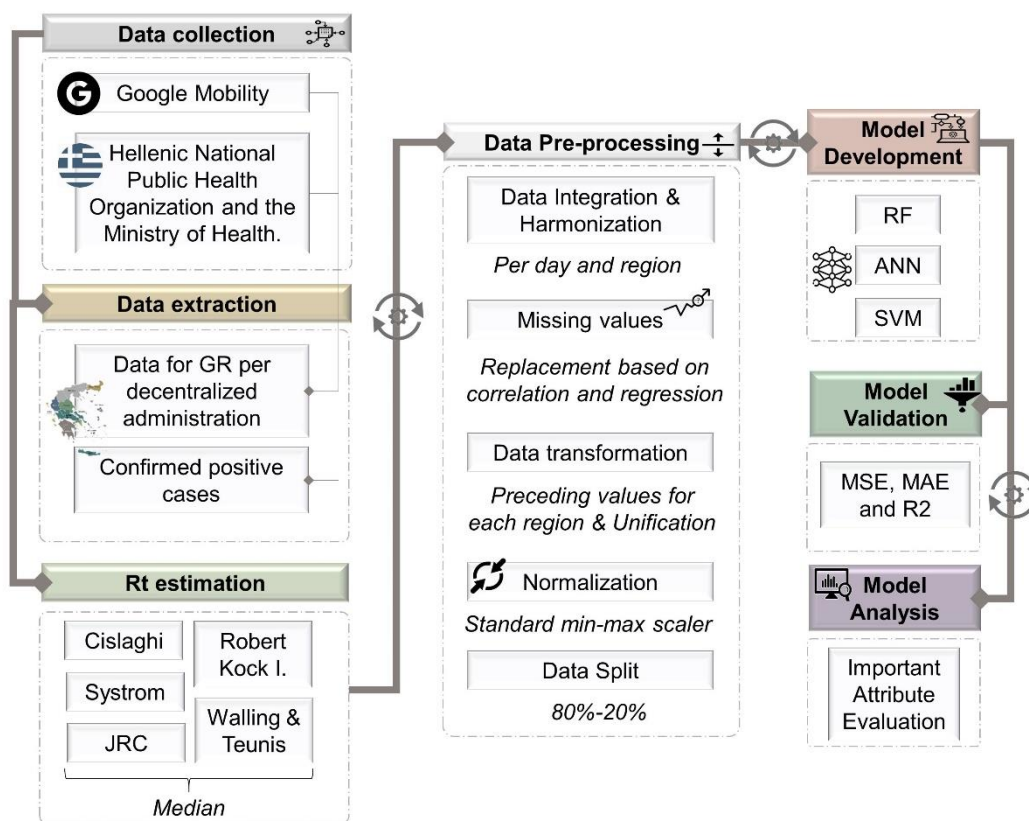 Data collection
Google Mobility
Hellenic National
Public Health
Organization and the
Ministry of Health.
Data extraction
Data for GR per
decentralized
administration
Confirmed positive
cases
Rt estimation
Cislaghi
Systrom
JRC
Robert
Kock I.
Walling &
Teunis
Median
Data Pre-processing
Data Integration &
Harmonization
Per day and region
Missing values
Replacement based on
correlation and regression
Data transformation
Preceding values for
each region & Unification
Normalization
Standard min-max scaler
Data Split
80%-20%
Model
Development
RF
ANN
SVM
Model
Validation
MSE, MAE
and R2
Model
Analysis
Important
Attribute
Evaluation